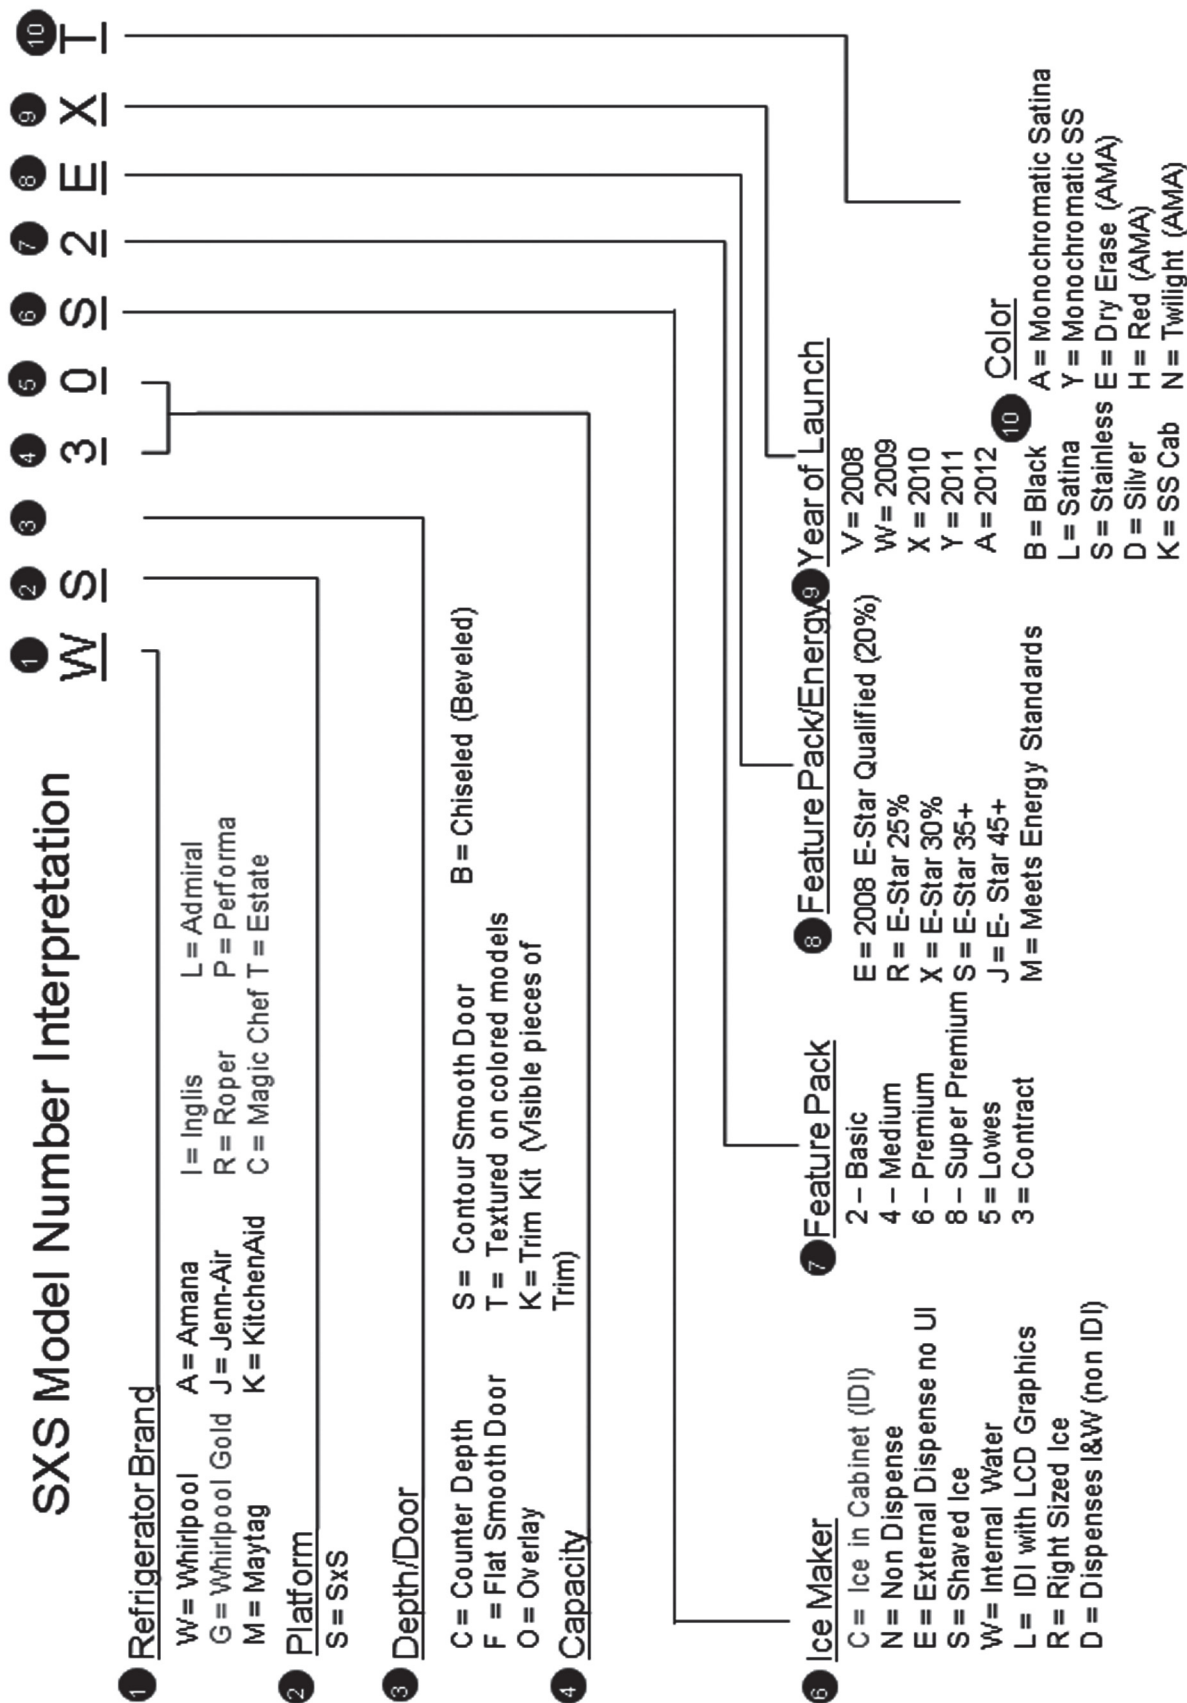 SXS Model Number Interpretation
1 2 3 4 5 6 7 8 9 10
W S 3 0 S 2 E X T
1 Refrigerator Brand
W = Whirlpool A = Amana I = Inglis L = Admiral
G = Whirlpool Gold J = Jenn-Air R = Roper P = Performa
M = Maytag K = KitchenAid C = Magic Chef T = Estate
2 Platform
S = SxS
3 Depth/Door
C = Counter Depth S = Contour Smooth Door B = Chiseled (Beveled)
F = Flat Smooth Door T = Textured on colored models
O = Overlay K = Trim Kit (Visible pieces of
Trim)
4 Capacity
6 Ice Maker
C = Ice in Cabinet (IDI)
N = Non Dispense
E = External Dispense no UI
S = Shaved Ice
W = Internal Water
L = IDI with LCD Graphics
R = Right Sized Ice
D = Dispenses I&W (non IDI)
7 Feature Pack
2 – Basic
4 – Medium
6 – Premium
8 – Super Premium
5 = Lowes
3 = Contract
8 Feature Pack/Energy
E = 2008 E-Star Qualified (20%)
R = E-Star 25%
X = E-Star 30%
S = E-Star 35+
J = E- Star 45+
M = Meets Energy Standards
9 Year of Launch
V = 2008
W = 2009
X = 2010
Y = 2011
A = 2012
10 Color
B = Black A = Monochromatic Satina
L = Satina Y = Monochromatic SS
S = Stainless E = Dry Erase (AMA)
D = Silver H = Red (AMA)
K = SS Cab N = Twilight (AMA)